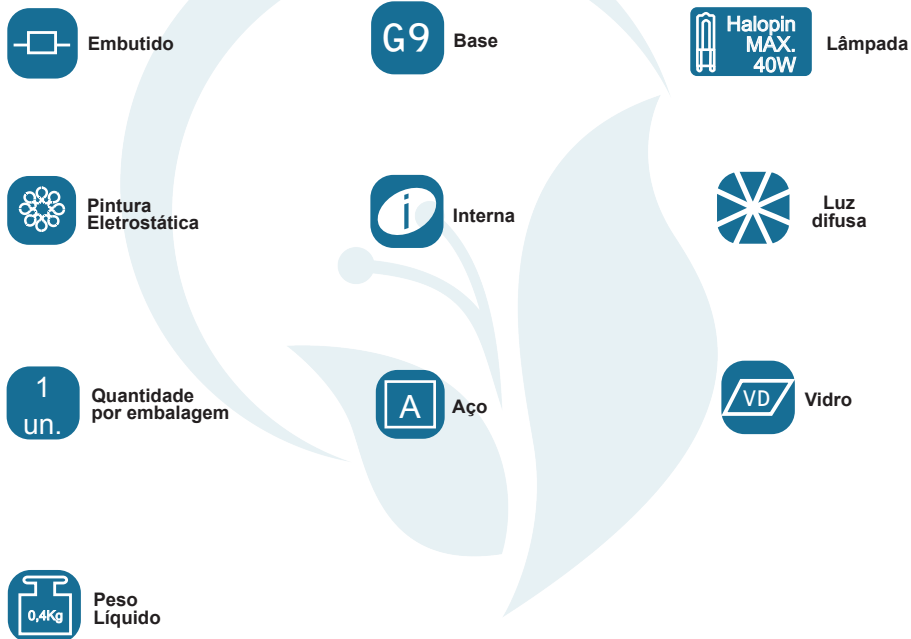 Embutido
G9
Base
Halopin
MÁX.
40W
Lâmpada
Pintura
Eletrostática
i
Interna
Luz
difusa
1
un.
Quantidade
por embalagem
A
Aço
VD
Vidro
0,4Kg
Peso
Líquido